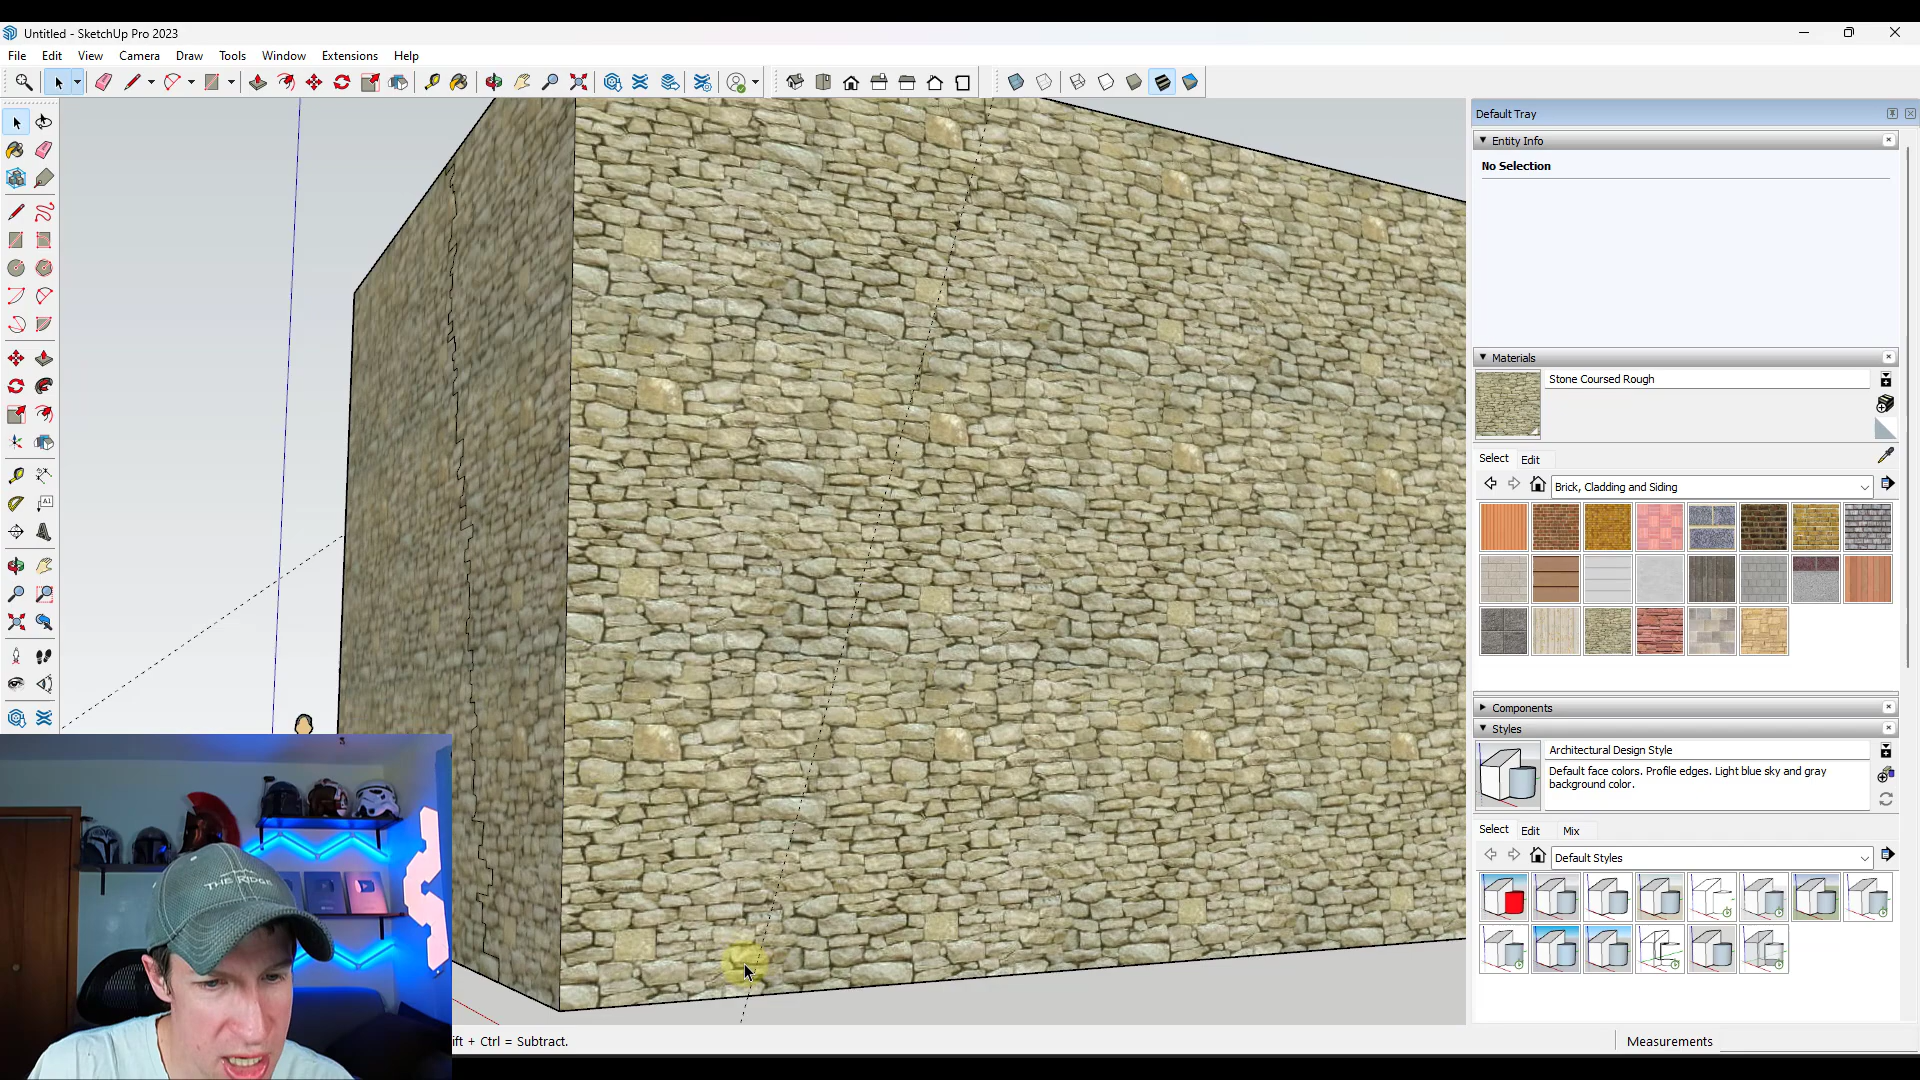 Untitled - SketchUp Pro 2023
File Edit View Camera Draw Tools Window Extensions Help
Default Tray
Entity Info
No Selection
Materials
Stone Coursed Rough
Select Edit
Brick, Cladding and Siding
Components
Styles
Architectural Design Style
Default face colors. Profile edges. Light blue sky and gray
background color.
Select Edit Mix
Default Styles
THE RIDGE
ift + Ctrl = Subtract.
Measurements